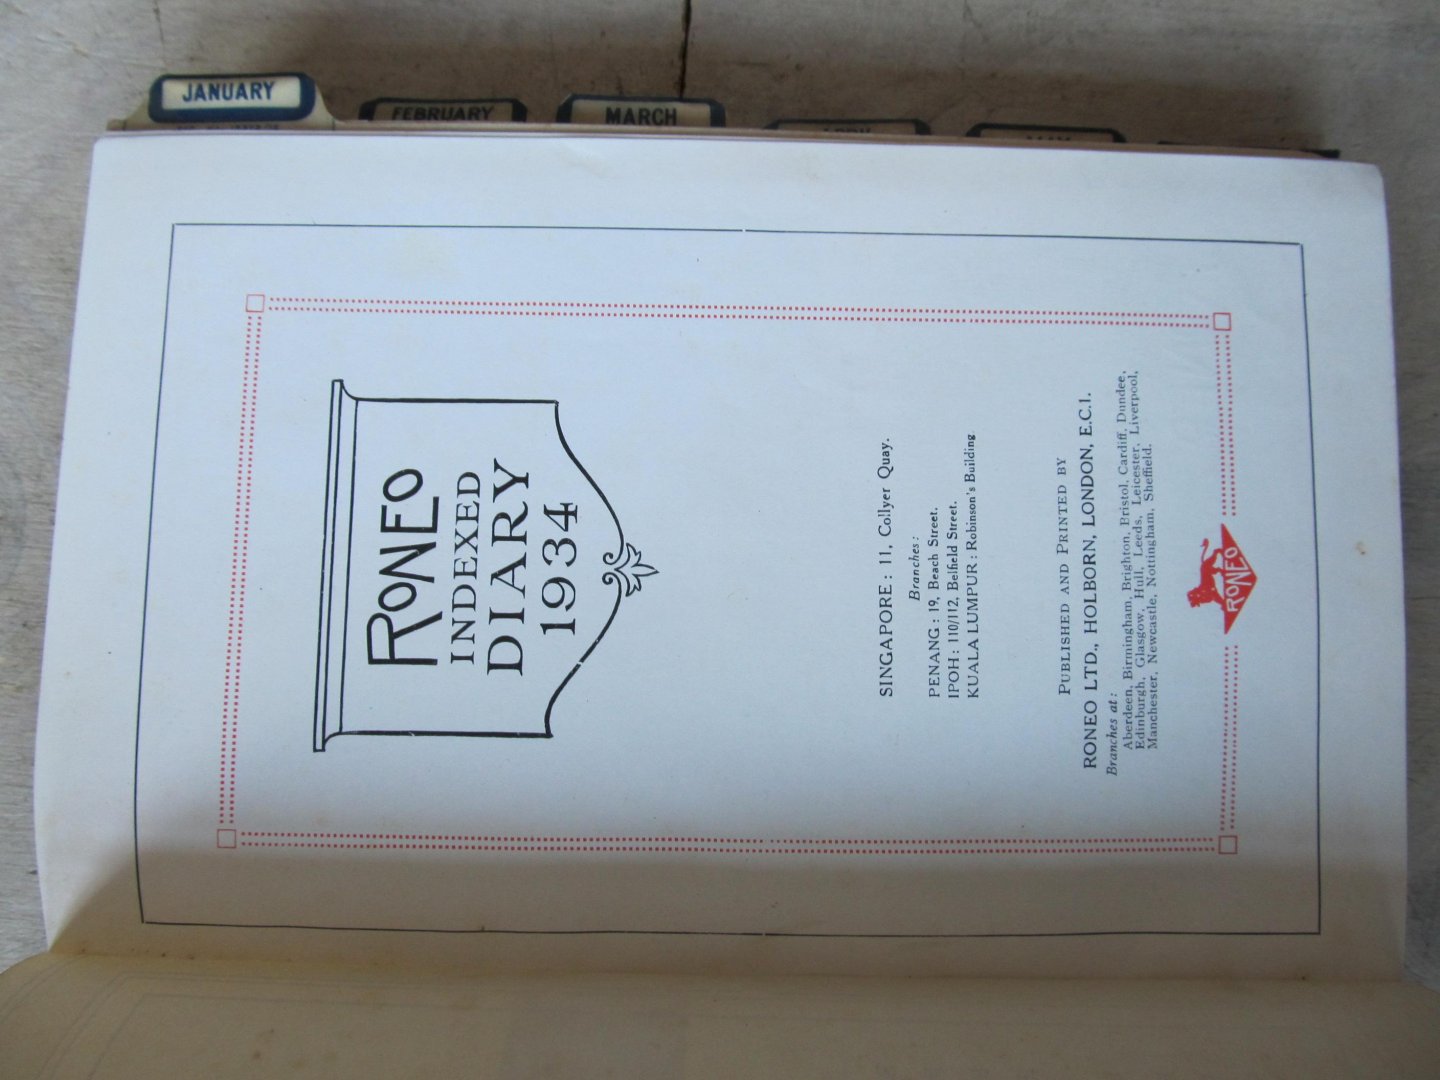 JANUARY
FEBRUARY
MARCH
MAY
RONEO
INDEXED
DIARY
1934
SINGAPORE : 11, Collyer Quay.
Branches :
PENANG : 19, Beach Street.
IPOH : 110/112, Belfield Street.
KUALA LUMPUR : Robinson's Building
PUBLISHED AND PRINTED BY
RONEO LTD., HOLBORN, LONDON, E.C.1.
Branches at :
Aberdeen, Birmingham, Brighton, Bristol, Cardiff, Dundee,
Edinburgh, Glasgow, Hull, Leeds, Leicester, Liverpool,
Manchester, Newcastle, Nottingham, Sheffield.
RONEO